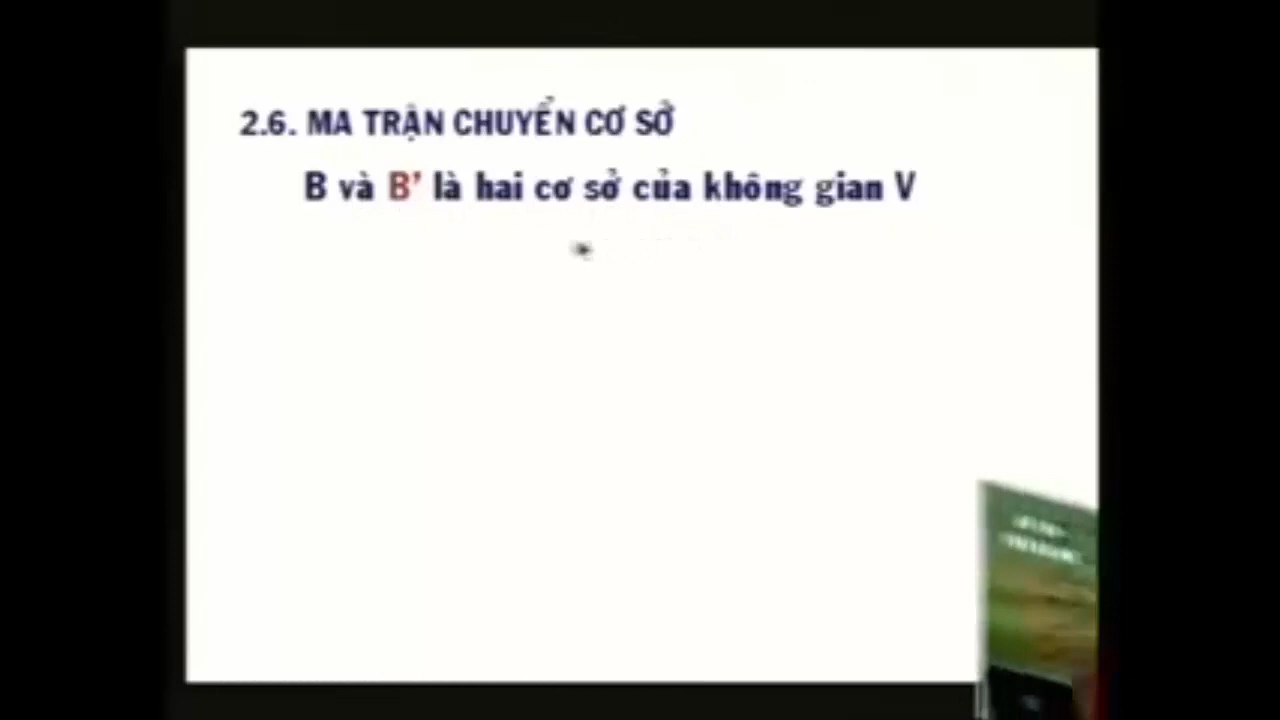 2.6. MA TRẬN CHUYỂN CƠ SỞ
B và B' là hai cơ sở của không gian V